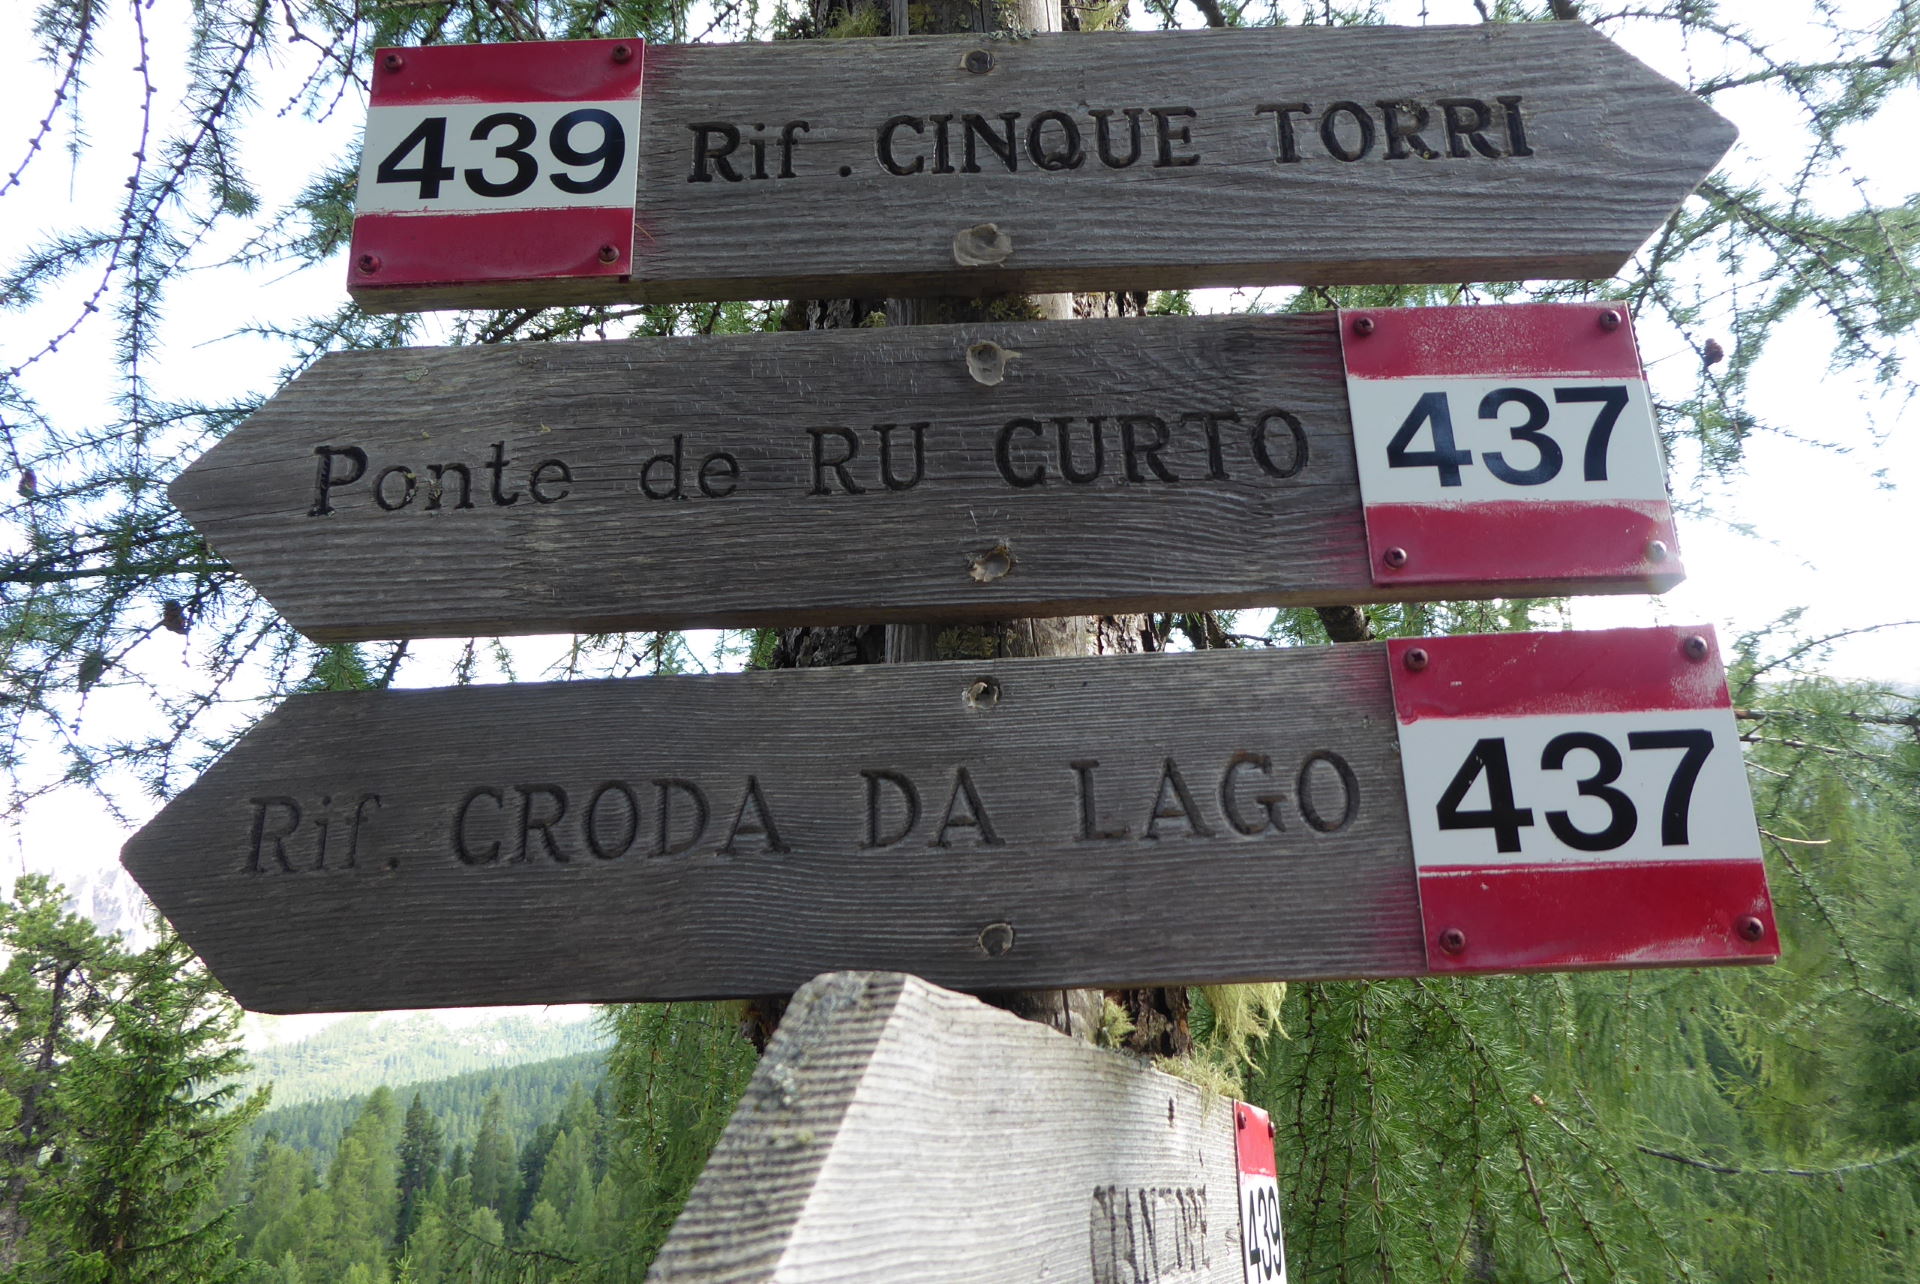 439 Rif. CINQUE TORRI
Ponte de RU CURTO 437
Rif. CRODA DA LAGO 437
439